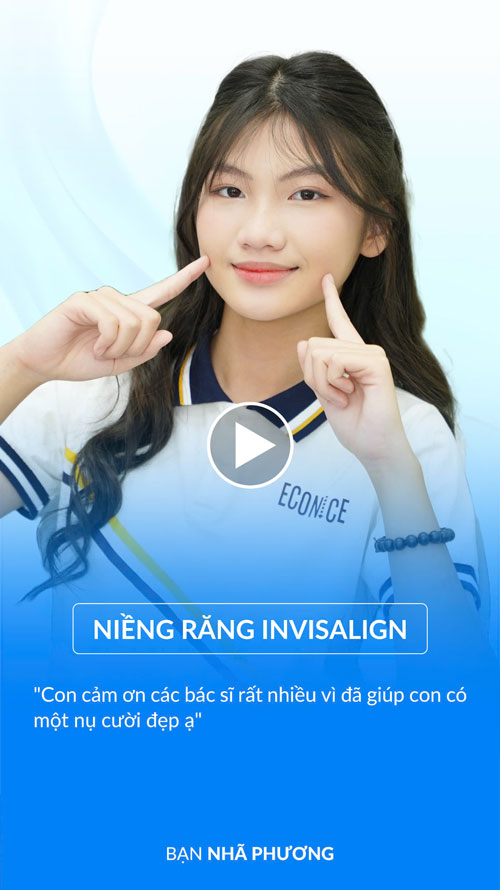 ECONICE
NIỀNG RĂNG INVISALIGN
"Con cảm ơn các bác sĩ rất nhiều vì đã giúp con có
một nụ cười đẹp ạ"
BẠN NHÃ PHƯƠNG